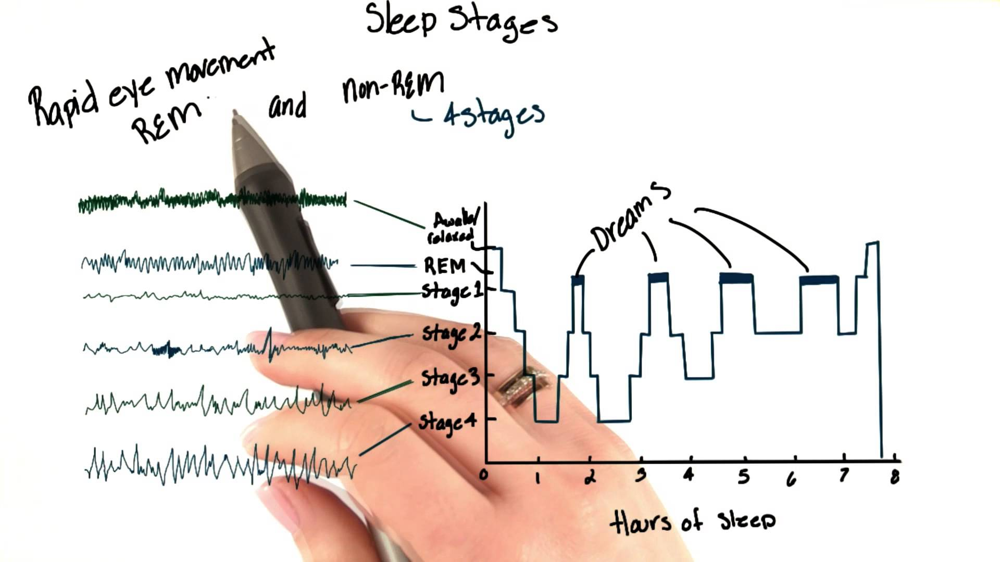 Sleep Stages
Rapid eye movement
REM and non-REM
4 stages
Dreams
Awake/
relaxed
REM
Stage 1
Stage 2
Stage 3
Stage 4
0 1 2 3 4 5 6 7 8
Hours of sleep